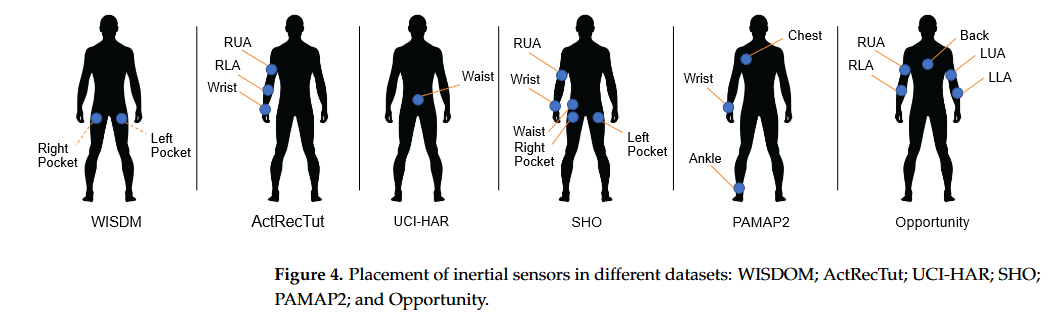 Right
Pocket
Left
Pocket
WISDM
RUA
RLA
Wrist
ActRecTut
Waist
UCI-HAR
RUA
Wrist
Waist
Right
Pocket
Left
Pocket
SHO
Chest
Wrist
Ankle
PAMAP2
RUA
RLA
Back
LUA
LLA
Opportunity
Figure 4. Placement of inertial sensors in different datasets: WISDOM; ActRecTut; UCI-HAR; SHO;
PAMAP2; and Opportunity.